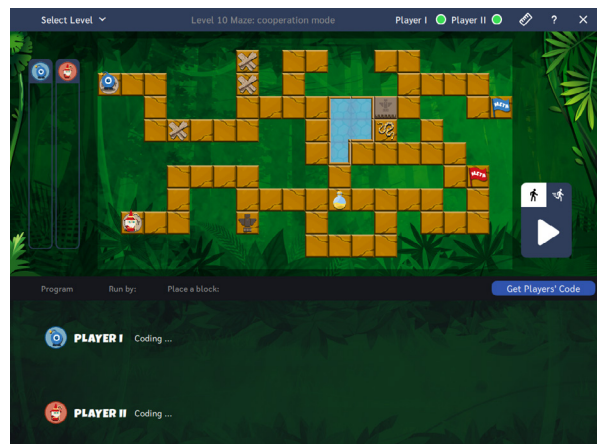 Select Level
Level 10 Maze: cooperation mode
Player I
Player II
?
META
META
Program
Run by:
Place a block:
Get Players' Code
PLAYER I Coding ...
PLAYER II Coding ...